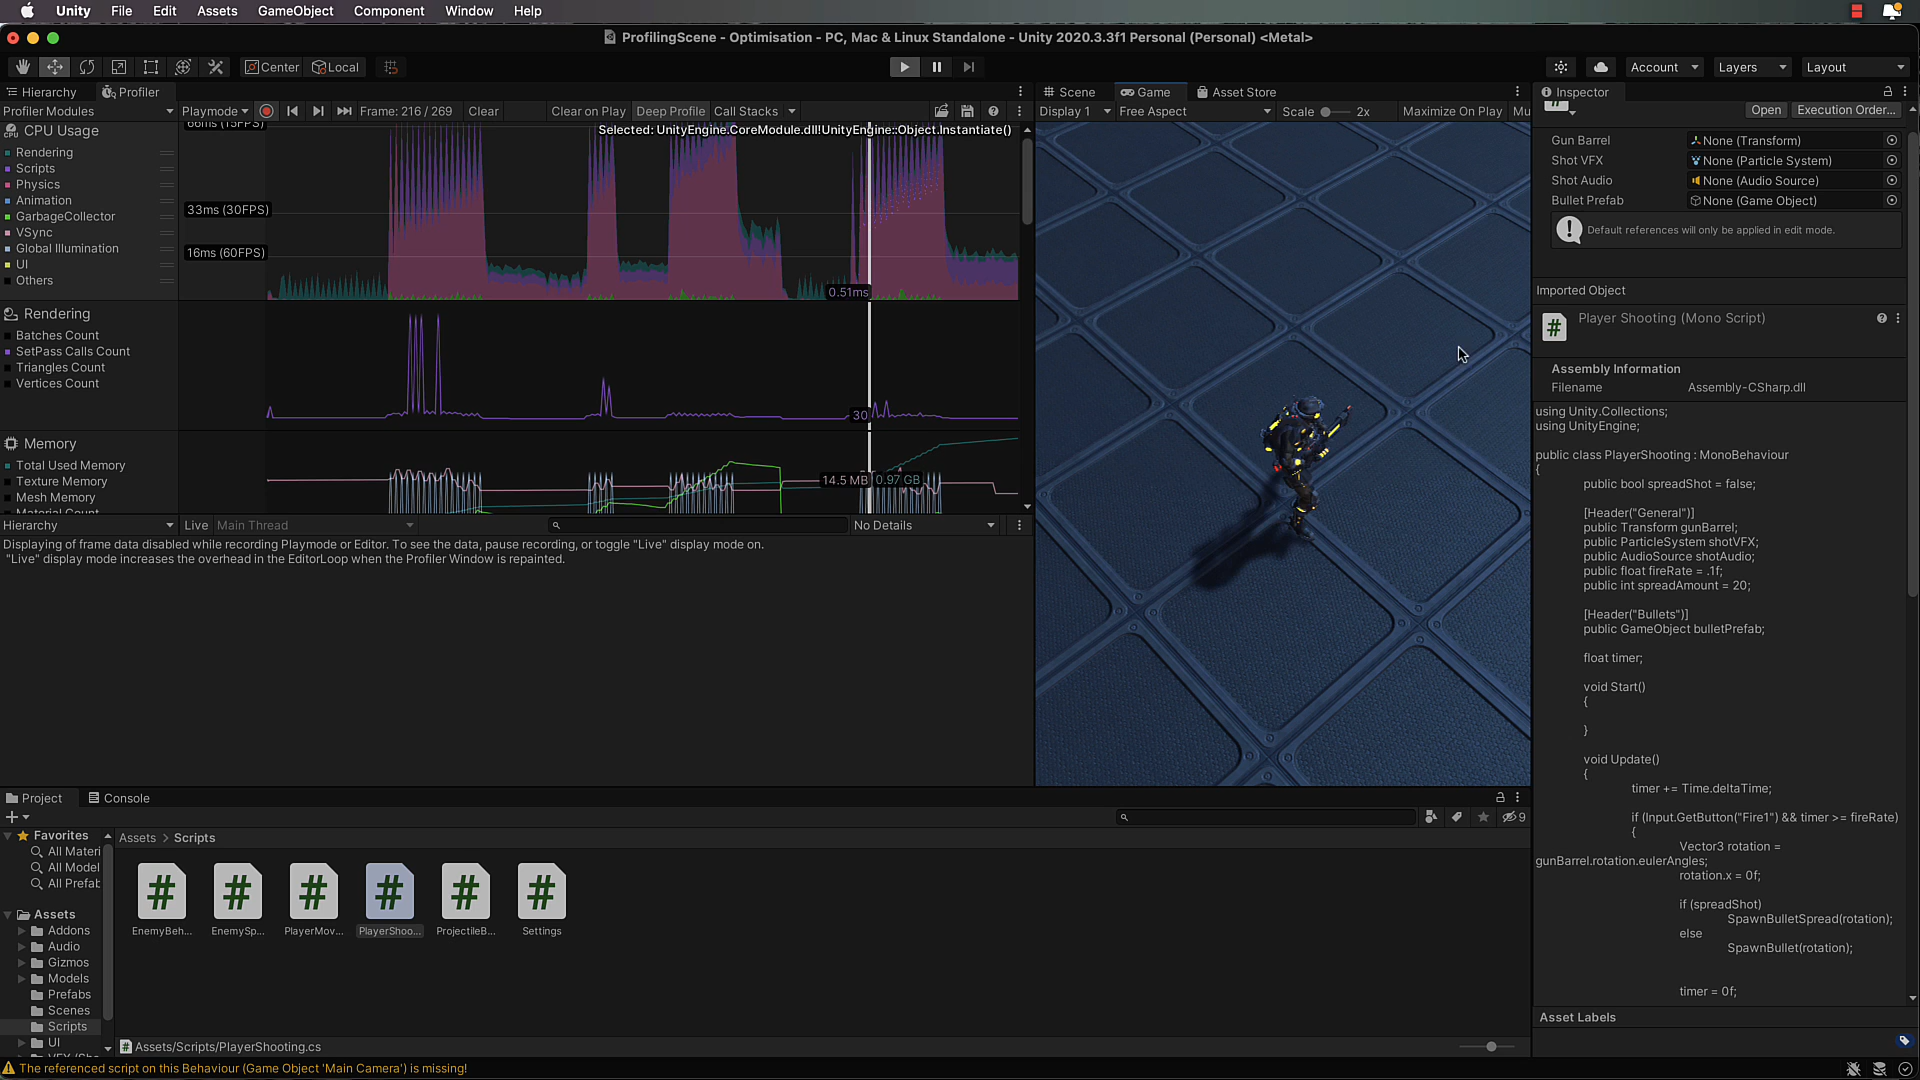 Unity File Edit Assets GameObject Component Window Help
ProfilingScene - Optimisation - PC, Mac & Linux Standalone - Unity 2020.3.3f1 Personal (Personal) <Metal>
Center Local Account Layers Layout
Hierarchy Profiler
Profiler Modules Playmode Frame: 216 / 269 Clear Clear on Play Deep Profile Call Stacks
CPU Usage
Rendering
Scripts
Physics
Animation
GarbageCollector
VSync
Global Illumination
UI
Others
66ms (15FPS)
Selected: UnityEngine.CoreModule.dll!UnityEngine::Object.Instantiate()
33ms (30FPS)
16ms (60FPS)
0.51ms
Rendering
Batches Count
SetPass Calls Count
Triangles Count
Vertices Count
30
Memory
Total Used Memory
Texture Memory
Mesh Memory
Material Count
14.5 MB 0.97 GB
Hierarchy Live Main Thread No Details
Displaying of frame data disabled while recording Playmode or Editor. To see the data, pause recording, or toggle "Live" display mode on.
"Live" display mode increases the overhead in the EditorLoop when the Profiler Window is repainted.
Scene Game Asset Store
Display 1 Free Aspect Scale 2x Maximize On Play Mu
Inspector
Open Execution Order...
Gun Barrel None (Transform)
Shot VFX None (Particle System)
Shot Audio None (Audio Source)
Bullet Prefab None (Game Object)
Default references will only be applied in edit mode.
Imported Object
Player Shooting (Mono Script)
Assembly Information
Filename Assembly-CSharp.dll
using Unity.Collections;
using UnityEngine;
public class PlayerShooting : MonoBehaviour
{
public bool spreadShot = false;
[Header("General")]
public Transform gunBarrel;
public ParticleSystem shotVFX;
public AudioSource shotAudio;
public float fireRate = .1f;
public int spreadAmount = 20;
[Header("Bullets")]
public GameObject bulletPrefab;
float timer;
void Start()
{
}
void Update()
{
timer += Time.deltaTime;
if (Input.GetButton("Fire1") && timer >= fireRate)
{
Vector3 rotation =
gunBarrel.rotation.eulerAngles;
rotation.x = 0f;
if (spreadShot)
SpawnBulletSpread(rotation);
else
SpawnBullet(rotation);
timer = 0f;
Asset Labels
Project Console
9
Favorites
All Materi
All Model
All Prefab
Assets
Addons
Audio
Gizmos
Models
Prefabs
Scenes
Scripts
UI
Assets > Scripts
EnemyBeh... EnemySp... PlayerMov... PlayerShoo... ProjectileB... Settings
Assets/Scripts/PlayerShooting.cs
The referenced script on this Behaviour (Game Object 'Main Camera') is missing!